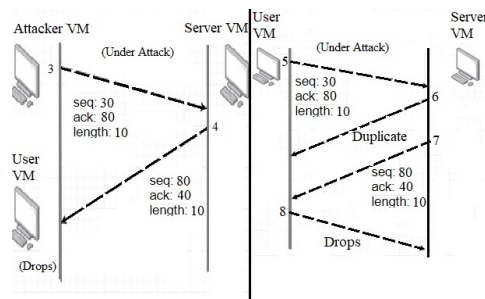 Attacker VM
(Under Attack)
Server VM
3
seq: 30
ack: 80
length: 10
4
User
VM
seq: 80
ack: 40
length: 10
(Drops)
User
VM
(Under Attack)
Server
VM
5
seq: 30
ack: 80
length: 10
6
Duplicate
7
seq: 80
ack: 40
length: 10
8
Drops